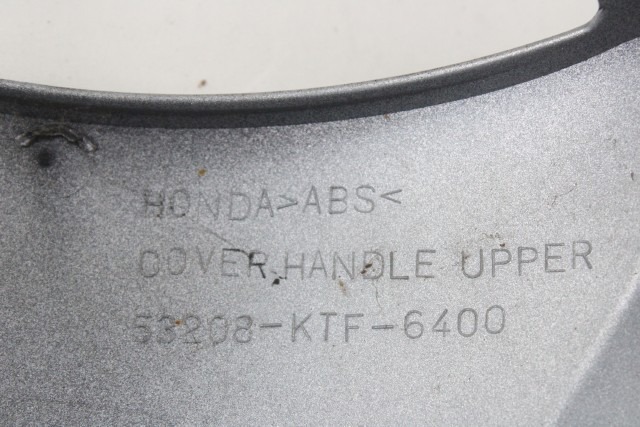 HONDA>ABS<
COVER,HANDLE UPPER
53208-KTF-6400